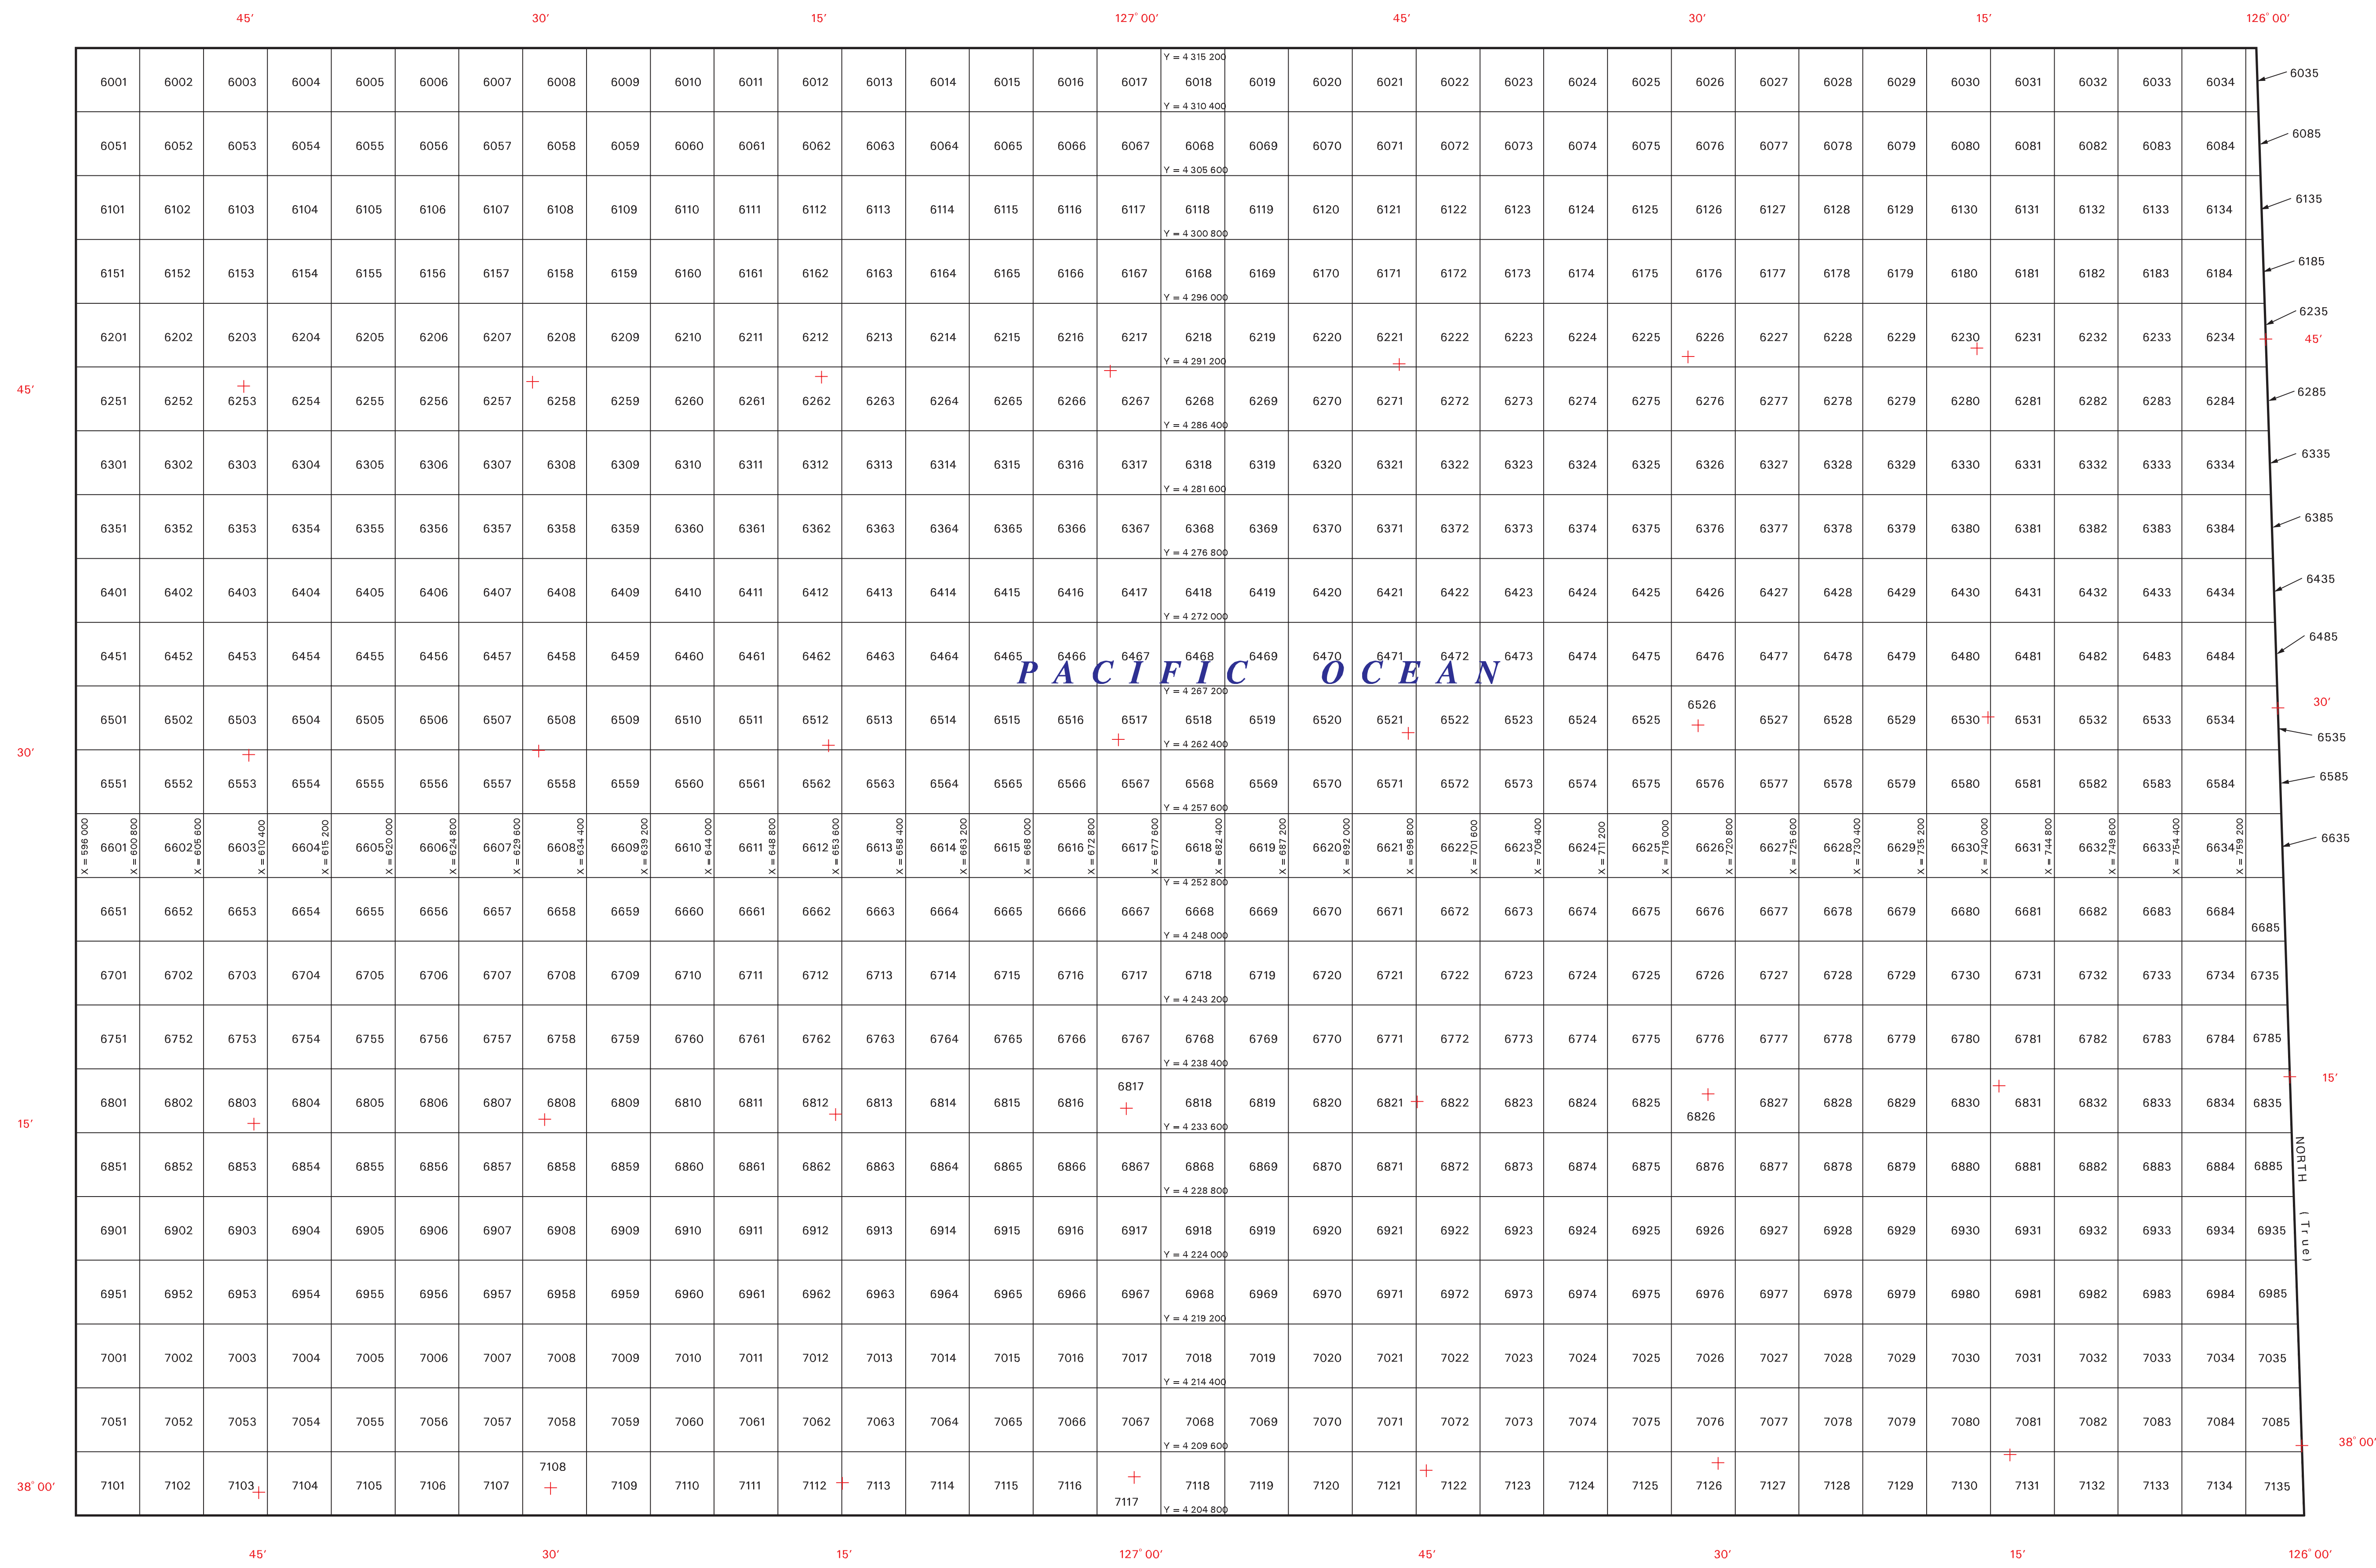 45' 30' 15' 127° 00' 45' 30' 15' 126° 00'
Y = 4 315 200
6001 6002 6003 6004 6005 6006 6007 6008 6009 6010 6011 6012 6013 6014 6015 6016 6017 6018 6019 6020 6021 6022 6023 6024 6025 6026 6027 6028 6029 6030 6031 6032 6033 6034 6035
Y = 4 310 400
6051 6052 6053 6054 6055 6056 6057 6058 6059 6060 6061 6062 6063 6064 6065 6066 6067 6068 6069 6070 6071 6072 6073 6074 6075 6076 6077 6078 6079 6080 6081 6082 6083 6084 6085
Y = 4 305 600
6101 6102 6103 6104 6105 6106 6107 6108 6109 6110 6111 6112 6113 6114 6115 6116 6117 6118 6119 6120 6121 6122 6123 6124 6125 6126 6127 6128 6129 6130 6131 6132 6133 6134 6135
Y = 4 300 800
6151 6152 6153 6154 6155 6156 6157 6158 6159 6160 6161 6162 6163 6164 6165 6166 6167 6168 6169 6170 6171 6172 6173 6174 6175 6176 6177 6178 6179 6180 6181 6182 6183 6184 6185
Y = 4 296 000
6201 6202 6203 6204 6205 6206 6207 6208 6209 6210 6211 6212 6213 6214 6215 6216 6217 6218 6219 6220 6221 6222 6223 6224 6225 6226 6227 6228 6229 6230 6231 6232 6233 6234 6235
45'
Y = 4 291 200
45'
6251 6252 6253 6254 6255 6256 6257 6258 6259 6260 6261 6262 6263 6264 6265 6266 6267 6268 6269 6270 6271 6272 6273 6274 6275 6276 6277 6278 6279 6280 6281 6282 6283 6284 6285
Y = 4 286 400
6301 6302 6303 6304 6305 6306 6307 6308 6309 6310 6311 6312 6313 6314 6315 6316 6317 6318 6319 6320 6321 6322 6323 6324 6325 6326 6327 6328 6329 6330 6331 6332 6333 6334 6335
Y = 4 281 600
6351 6352 6353 6354 6355 6356 6357 6358 6359 6360 6361 6362 6363 6364 6365 6366 6367 6368 6369 6370 6371 6372 6373 6374 6375 6376 6377 6378 6379 6380 6381 6382 6383 6384 6385
Y = 4 276 800
6401 6402 6403 6404 6405 6406 6407 6408 6409 6410 6411 6412 6413 6414 6415 6416 6417 6418 6419 6420 6421 6422 6423 6424 6425 6426 6427 6428 6429 6430 6431 6432 6433 6434 6435
Y = 4 272 000
6451 6452 6453 6454 6455 6456 6457 6458 6459 6460 6461 6462 6463 6464 6465 6466 6467 6468 6469 6470 6471 6472 6473 6474 6475 6476 6477 6478 6479 6480 6481 6482 6483 6484 6485
PACIFIC OCEAN
Y = 4 267 200
30'
6501 6502 6503 6504 6505 6506 6507 6508 6509 6510 6511 6512 6513 6514 6515 6516 6517 6518 6519 6520 6521 6522 6523 6524 6525 6526 6527 6528 6529 6530 6531 6532 6533 6534 6535
Y = 4 262 400
30'
6551 6552 6553 6554 6555 6556 6557 6558 6559 6560 6561 6562 6563 6564 6565 6566 6567 6568 6569 6570 6571 6572 6573 6574 6575 6576 6577 6578 6579 6580 6581 6582 6583 6584 6585
Y = 4 257 600
6601 6602 6603 6604 6605 6606 6607 6608 6609 6610 6611 6612 6613 6614 6615 6616 6617 6618 6619 6620 6621 6622 6623 6624 6625 6626 6627 6628 6629 6630 6631 6632 6633 6634 6635
X = 596 000
X = 600 800
X = 605 600
X = 610 400
X = 615 200
X = 620 000
X = 624 800
X = 629 600
X = 634 400
X = 639 200
X = 644 000
X = 648 800
X = 653 600
X = 658 400
X = 663 200
X = 668 000
X = 672 800
X = 677 600
X = 682 400
X = 687 200
X = 692 000
X = 696 800
X = 701 600
X = 706 400
X = 711 200
X = 716 000
X = 720 800
X = 725 600
X = 730 400
X = 735 200
X = 740 000
X = 744 800
X = 749 600
X = 754 400
X = 759 200
Y = 4 252 800
6651 6652 6653 6654 6655 6656 6657 6658 6659 6660 6661 6662 6663 6664 6665 6666 6667 6668 6669 6670 6671 6672 6673 6674 6675 6676 6677 6678 6679 6680 6681 6682 6683 6684 6685
Y = 4 248 000
6701 6702 6703 6704 6705 6706 6707 6708 6709 6710 6711 6712 6713 6714 6715 6716 6717 6718 6719 6720 6721 6722 6723 6724 6725 6726 6727 6728 6729 6730 6731 6732 6733 6734 6735
Y = 4 243 200
6751 6752 6753 6754 6755 6756 6757 6758 6759 6760 6761 6762 6763 6764 6765 6766 6767 6768 6769 6770 6771 6772 6773 6774 6775 6776 6777 6778 6779 6780 6781 6782 6783 6784 6785
Y = 4 238 400
15'
6801 6802 6803 6804 6805 6806 6807 6808 6809 6810 6811 6812 6813 6814 6815 6816 6817 6818 6819 6820 6821 6822 6823 6824 6825 6826 6827 6828 6829 6830 6831 6832 6833 6834 6835
15'
Y = 4 233 600
6851 6852 6853 6854 6855 6856 6857 6858 6859 6860 6861 6862 6863 6864 6865 6866 6867 6868 6869 6870 6871 6872 6873 6874 6875 6876 6877 6878 6879 6880 6881 6882 6883 6884 6885
NORTH (True)
Y = 4 228 800
6901 6902 6903 6904 6905 6906 6907 6908 6909 6910 6911 6912 6913 6914 6915 6916 6917 6918 6919 6920 6921 6922 6923 6924 6925 6926 6927 6928 6929 6930 6931 6932 6933 6934 6935
Y = 4 224 000
6951 6952 6953 6954 6955 6956 6957 6958 6959 6960 6961 6962 6963 6964 6965 6966 6967 6968 6969 6970 6971 6972 6973 6974 6975 6976 6977 6978 6979 6980 6981 6982 6983 6984 6985
Y = 4 219 200
7001 7002 7003 7004 7005 7006 7007 7008 7009 7010 7011 7012 7013 7014 7015 7016 7017 7018 7019 7020 7021 7022 7023 7024 7025 7026 7027 7028 7029 7030 7031 7032 7033 7034 7035
Y = 4 214 400
7051 7052 7053 7054 7055 7056 7057 7058 7059 7060 7061 7062 7063 7064 7065 7066 7067 7068 7069 7070 7071 7072 7073 7074 7075 7076 7077 7078 7079 7080 7081 7082 7083 7084 7085
Y = 4 209 600
38° 00'
38° 00'
7101 7102 7103 7104 7105 7106 7107 7108 7109 7110 7111 7112 7113 7114 7115 7116 7117 7118 7119 7120 7121 7122 7123 7124 7125 7126 7127 7128 7129 7130 7131 7132 7133 7134 7135
Y = 4 204 800
45' 30' 15' 127° 00' 45' 30' 15' 126° 00'